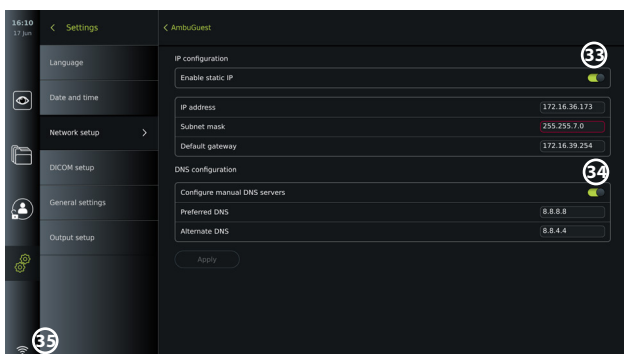 16:10
17 Jun
Settings
AmbuGuest
Language
Date and time
Network setup
DICOM setup
General settings
Output setup
IP configuration
33
Enable static IP
IP address 172.16.36.173
Subnet mask 255.255.7.0
Default gateway 172.16.39.254
DNS configuration
34
Configure manual DNS servers
Preferred DNS 8.8.8.8
Alternate DNS 8.8.4.4
Apply
35